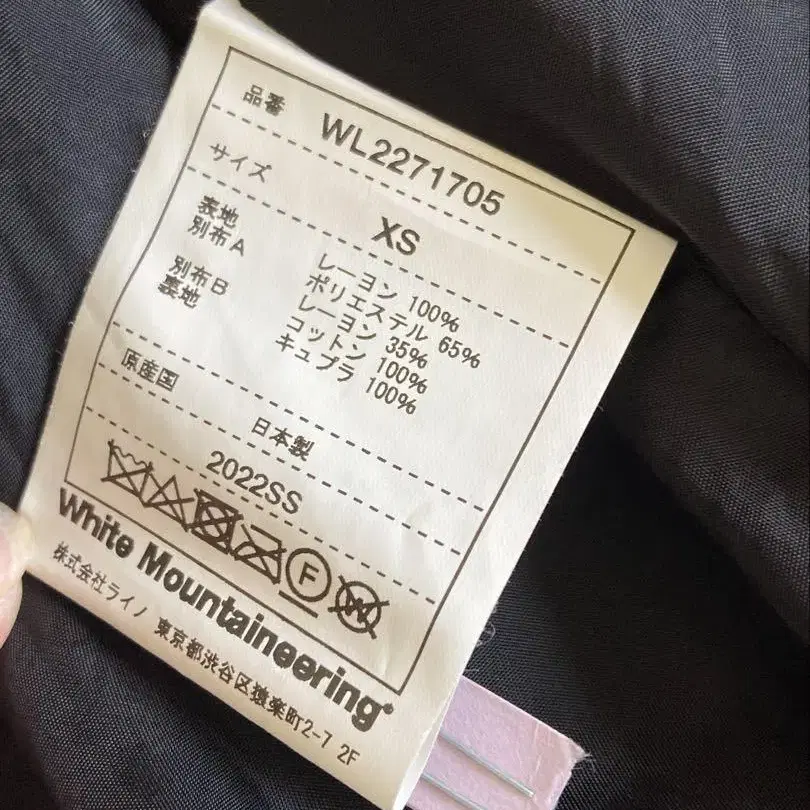 品番 WL2271705
サイズ XS
表地 レーヨン 100%
別布A ポリエステル 65%
レーヨン 35%
別布B コットン 100%
裏地 キュプラ 100%
原産国 日本製
2022SS
F W
White Mountaineering®
株式会社ライノ 東京都渋谷区猿楽町2-7 2F